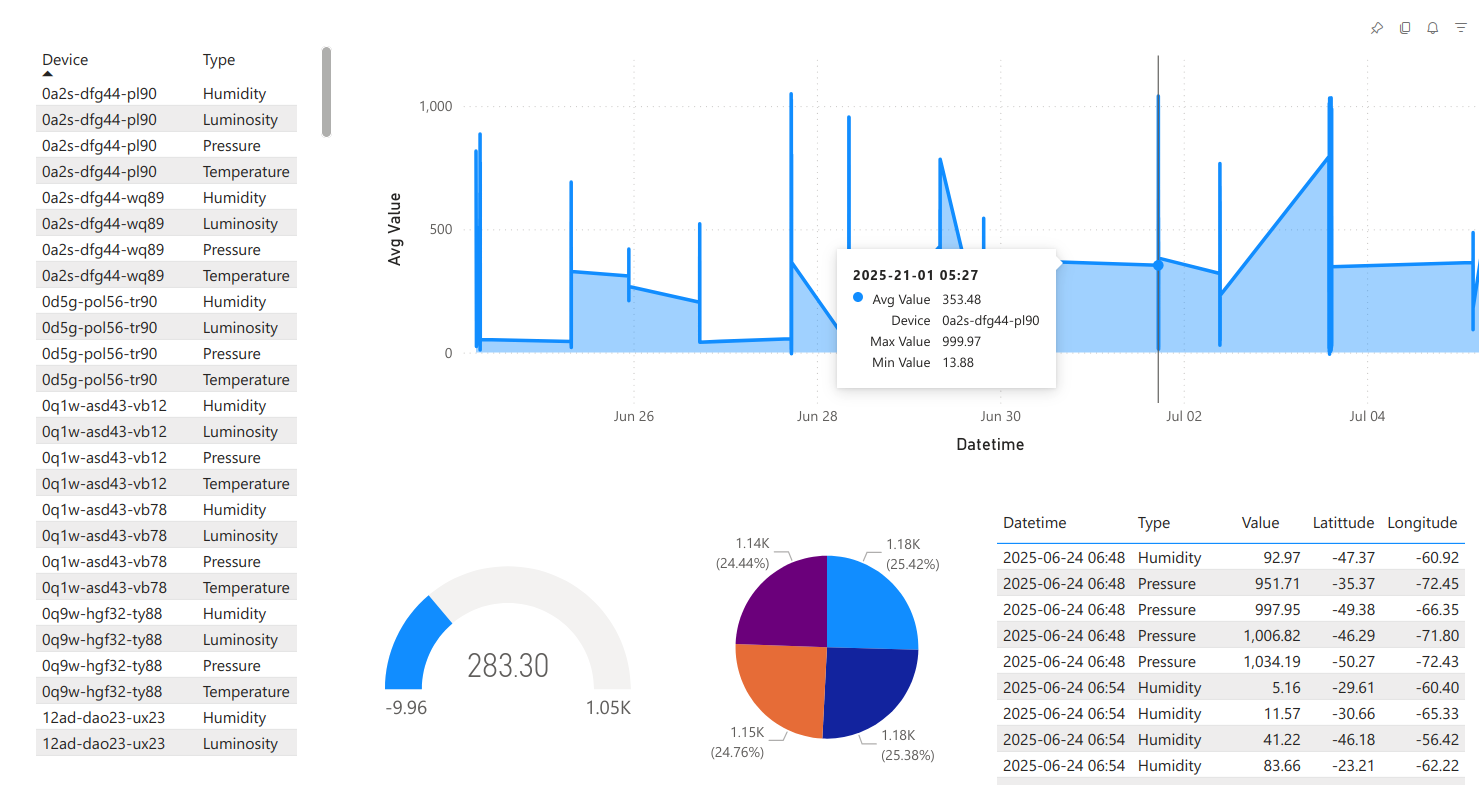 Device Type
0a2s-dfg44-pl90 Humidity
0a2s-dfg44-pl90 Luminosity
0a2s-dfg44-pl90 Pressure
0a2s-dfg44-pl90 Temperature
0a2s-dfg44-wq89 Humidity
0a2s-dfg44-wq89 Luminosity
0a2s-dfg44-wq89 Pressure
0a2s-dfg44-wq89 Temperature
0d5g-pol56-tr90 Humidity
0d5g-pol56-tr90 Luminosity
0d5g-pol56-tr90 Pressure
0d5g-pol56-tr90 Temperature
0q1w-asd43-vb12 Humidity
0q1w-asd43-vb12 Luminosity
0q1w-asd43-vb12 Pressure
0q1w-asd43-vb12 Temperature
0q1w-asd43-vb78 Humidity
0q1w-asd43-vb78 Luminosity
0q1w-asd43-vb78 Pressure
0q1w-asd43-vb78 Temperature
0q9w-hgf32-ty88 Humidity
0q9w-hgf32-ty88 Luminosity
0q9w-hgf32-ty88 Pressure
0q9w-hgf32-ty88 Temperature
12ad-dao23-ux23 Humidity
12ad-dao23-ux23 Luminosity
Avg Value
1,000
500
0
2025-21-01 05:27
Avg Value 353.48
Device 0a2s-dfg44-pl90
Max Value 999.97
Min Value 13.88
Jun 26 Jun 28 Jun 30 Jul 02 Jul 04
Datetime
283.30
-9.96 1.05K
1.14K
(24.44%)
1.18K
(25.42%)
1.15K
(24.76%)
1.18K
(25.38%)
Datetime Type Value Latittude Longitude
2025-06-24 06:48 Humidity 92.97 -47.37 -60.92
2025-06-24 06:48 Pressure 951.71 -35.37 -72.45
2025-06-24 06:48 Pressure 997.95 -49.38 -66.35
2025-06-24 06:48 Pressure 1,006.82 -46.29 -71.80
2025-06-24 06:48 Pressure 1,034.19 -50.27 -72.43
2025-06-24 06:54 Humidity 5.16 -29.61 -60.40
2025-06-24 06:54 Humidity 11.57 -30.66 -65.33
2025-06-24 06:54 Humidity 41.22 -46.18 -56.42
2025-06-24 06:54 Humidity 83.66 -23.21 -62.22